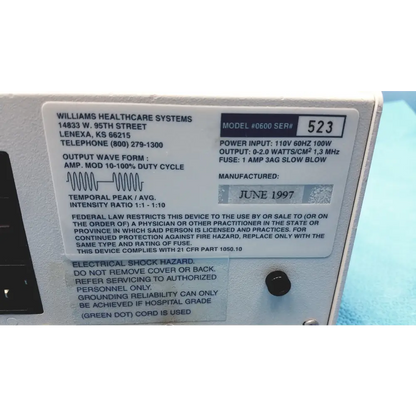 WILLIAMS HEALTHCARE SYSTEMS
14833 W. 95TH STREET
LENEXA, KS 66215
TELEPHONE (800) 279-1300
OUTPUT WAVE FORM :
AMP. MOD 10-100% DUTY CYCLE
TEMPORAL PEAK / AVG.
INTENSITY RATIO 1:1 - 1:10
MODEL #0600 SER# 523
POWER INPUT: 110V 60HZ 100W
OUTPUT: 0-2.0 WATTS/CM² 1,3 MHz
FUSE: 1 AMP 3AG SLOW BLOW
MANUFACTURED:
JUNE 1997
FEDERAL LAW RESTRICTS THIS DEVICE TO THE USE BY OR SALE TO (OR ON
THE ORDER OF) A PHYSICIAN OR OTHER PRACTITIONER IN THE STATE OR
PROVINCE IN WHICH SAID PERSON IS LICENSED AND PRACTICES. FOR
CONTINUED PROTECTION AGAINST FIRE HAZARD, REPLACE ONLY WITH THE
SAME TYPE AND RATING OF FUSE.
THIS DEVICE COMPLIES WITH 21 CFR PART 1050.10
ELECTRICAL SHOCK HAZARD.
DO NOT REMOVE COVER OR BACK.
REFER SERVICING TO AUTHORIZED
PERSONNEL ONLY.
GROUNDING RELIABILITY CAN ONLY
BE ACHIEVED IF HOSPITAL GRADE
(GREEN DOT) CORD IS USED